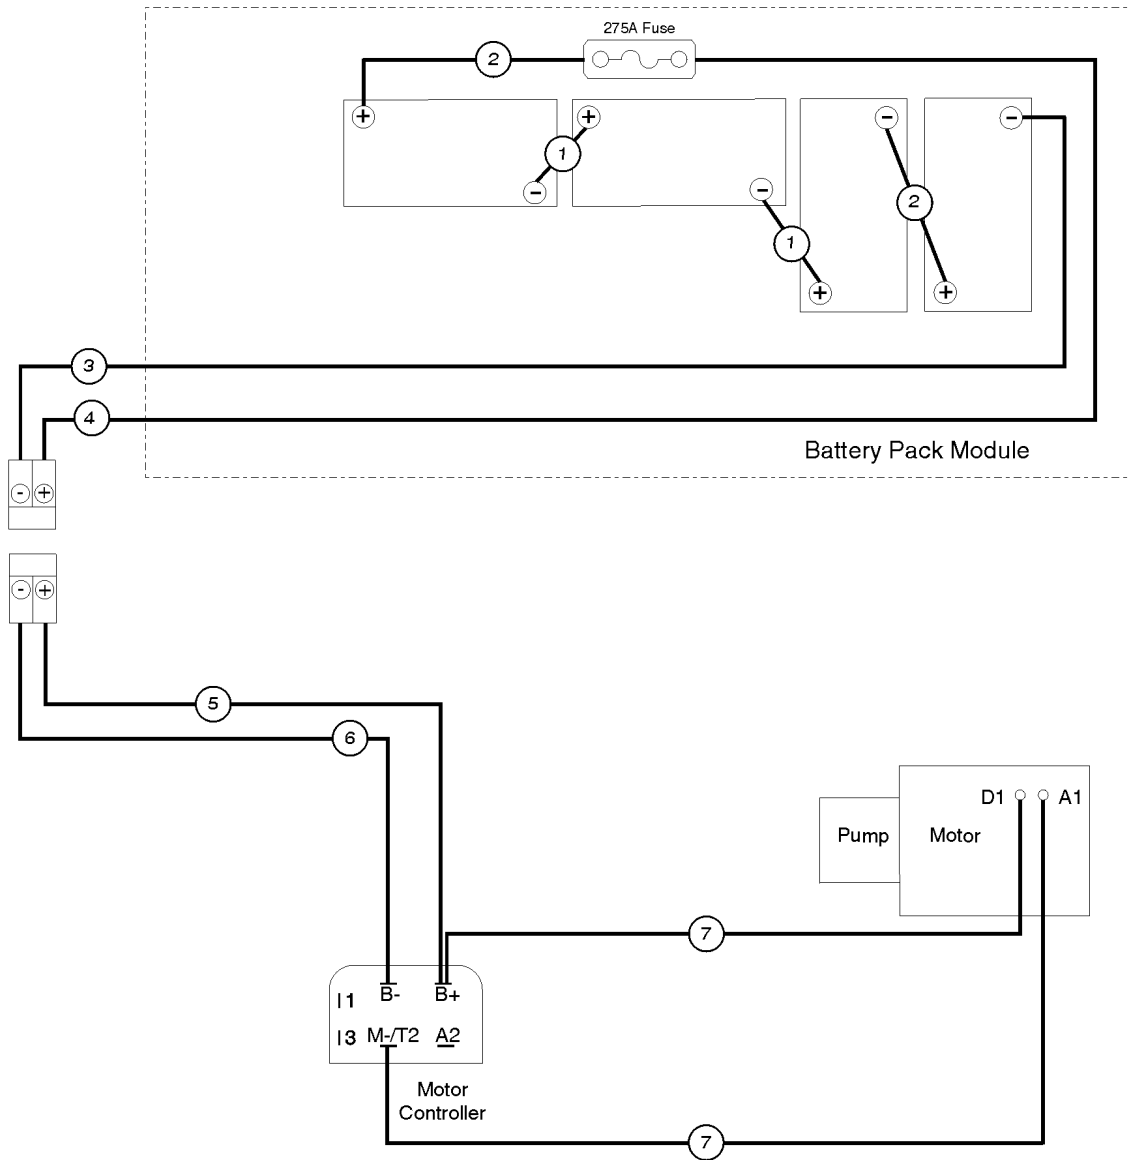 275A Fuse
2
+
+
-
-
1
-
-
2
1
+
+
3
4
Battery Pack Module
- +
- +
5
6
D1 A1
Pump Motor
7
I1 B- B+
I3 M-/T2 A2
Motor
Controller
7